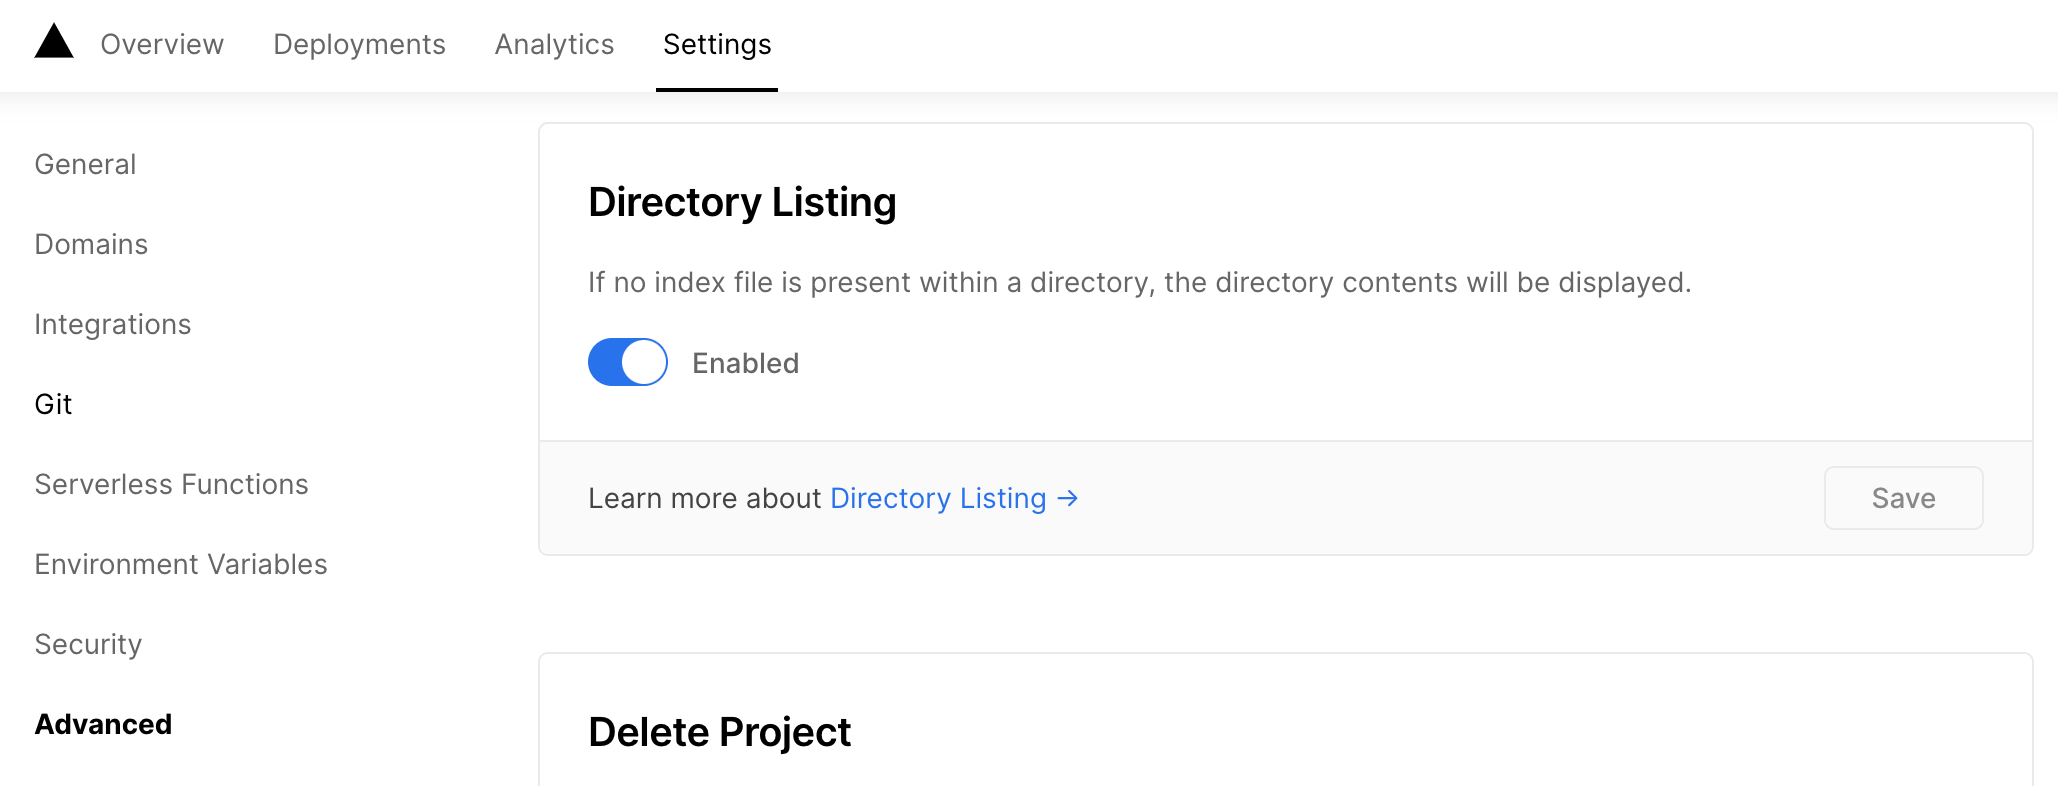 Overview Deployments Analytics Settings
General
Domains
Integrations
Git
Serverless Functions
Environment Variables
Security
Advanced
Directory Listing
If no index file is present within a directory, the directory contents will be displayed.
Enabled
Learn more about Directory Listing →
Save
Delete Project